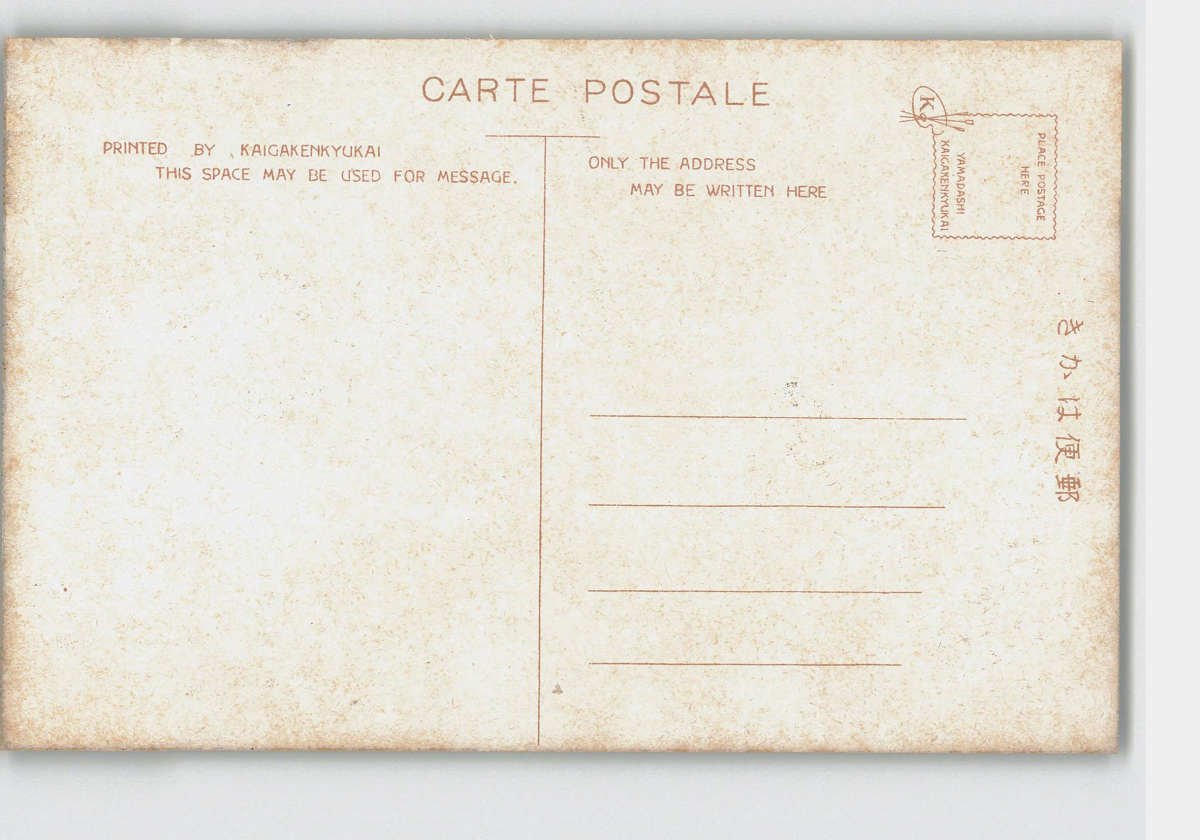 CARTE POSTALE
PRINTED BY KAIGAKENKYUKAI
THIS SPACE MAY BE USED FOR MESSAGE.
ONLY THE ADDRESS
MAY BE WRITTEN HERE
K
PLACE POSTAGE
HERE
YAMADASHI
KAIGAKENKYUKAI
きかは便郵